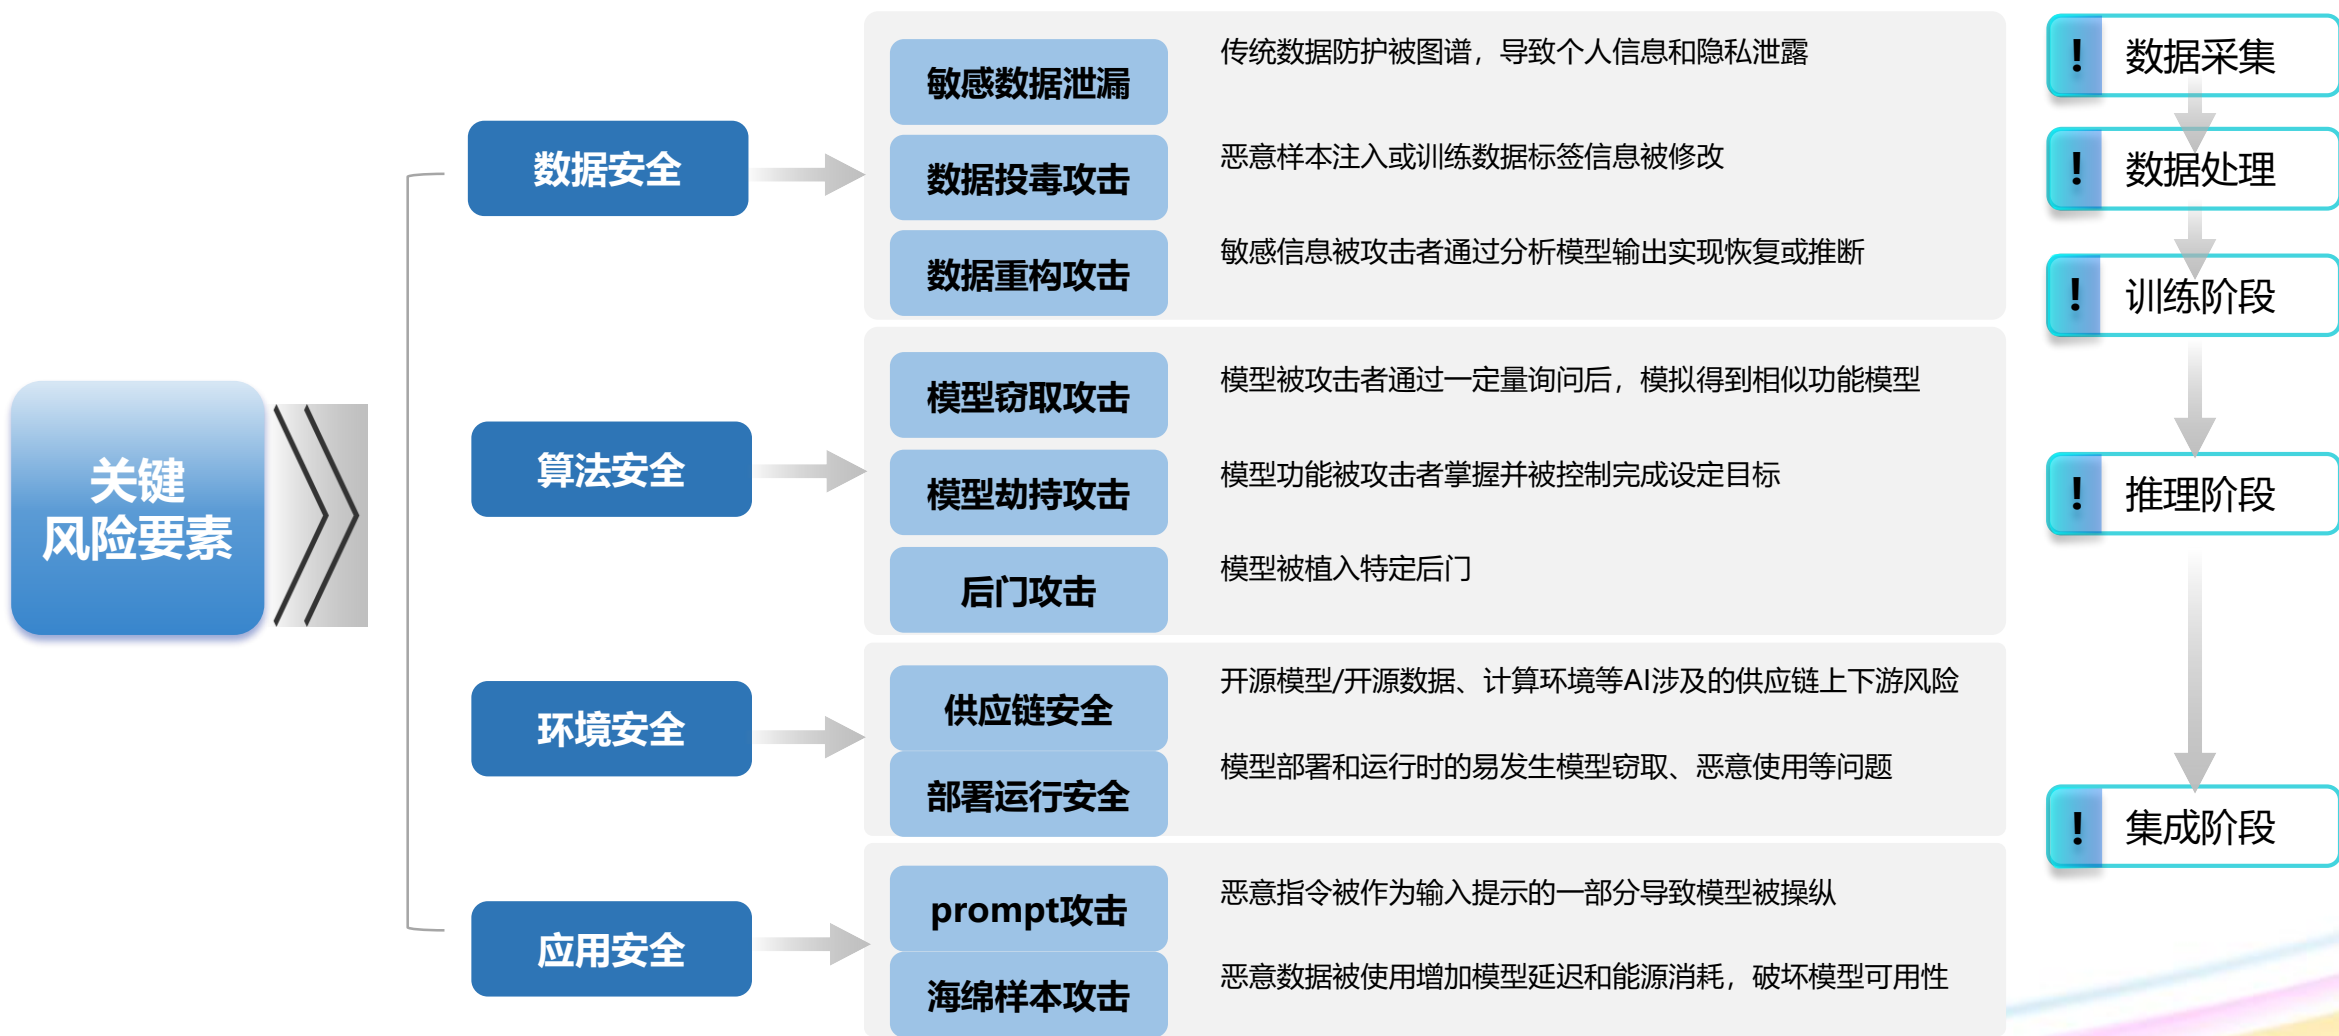 关键
风险要素
数据安全
敏感数据泄漏
传统数据防护被图谱，导致个人信息和隐私泄露
数据投毒攻击
恶意样本注入或训练数据标签信息被修改
数据重构攻击
敏感信息被攻击者通过分析模型输出实现恢复或推断
算法安全
模型窃取攻击
模型被攻击者通过一定量询问后，模拟得到相似功能模型
模型劫持攻击
模型功能被攻击者掌握并被控制完成设定目标
后门攻击
模型被植入特定后门
环境安全
供应链安全
开源模型/开源数据、计算环境等AI涉及的供应链上下游风险
部署运行安全
模型部署和运行时的易发生模型窃取、恶意使用等问题
应用安全
prompt攻击
恶意指令被作为输入提示的一部分导致模型被操纵
海绵样本攻击
恶意数据被使用增加模型延迟和能源消耗，破坏模型可用性
! 数据采集
! 数据处理
! 训练阶段
! 推理阶段
! 集成阶段